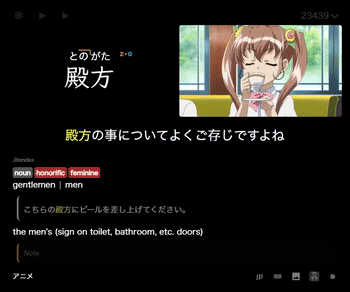 23439
とのがた 2・0
殿方
殿方の事についてよくご存じですよね
Jitendex
noun honorific feminine
gentlemen | men
こちらの殿方にビールを差し上げてください。
the men's (sign on toilet, bathroom, etc. doors)
Note
アニメ
JP